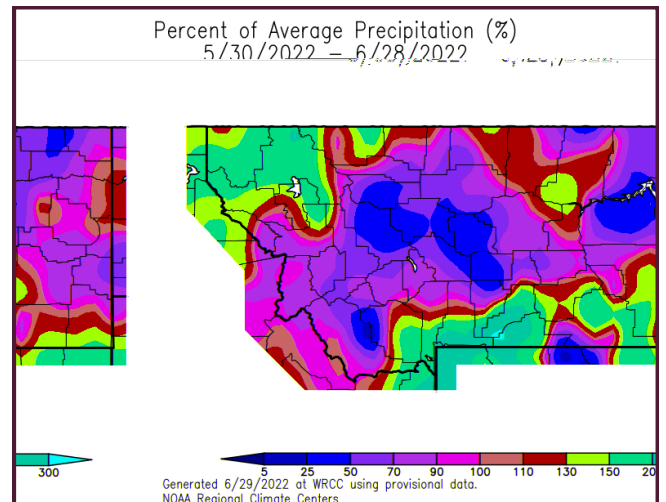 Percent of Average Precipitation (%)
5/30/2022 – 6/28/2022
300
5 25 50 70 90 100 110 130 150 20
Generated 6/29/2022 at WRCC using provisional data.
NOAA Regional Climate Centers